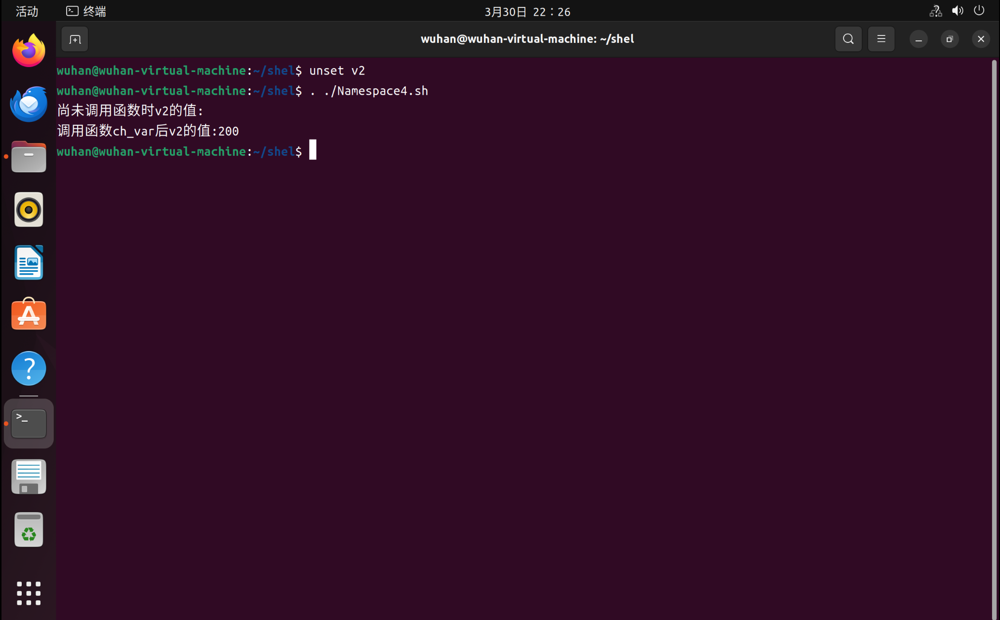 活动 终端 3月30日 22：26
wuhan@wuhan-virtual-machine: ~/shel
wuhan@wuhan-virtual-machine:~/shel$ unset v2
wuhan@wuhan-virtual-machine:~/shel$ . ./Namespace4.sh
尚未调用函数时v2的值:
调用函数ch_var后v2的值:200
wuhan@wuhan-virtual-machine:~/shel$